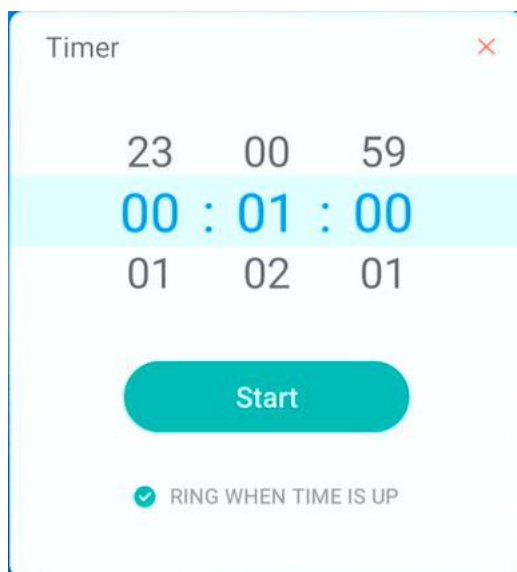 Timer
23 00 59
00 : 01 : 00
01 02 01
Start
RING WHEN TIME IS UP